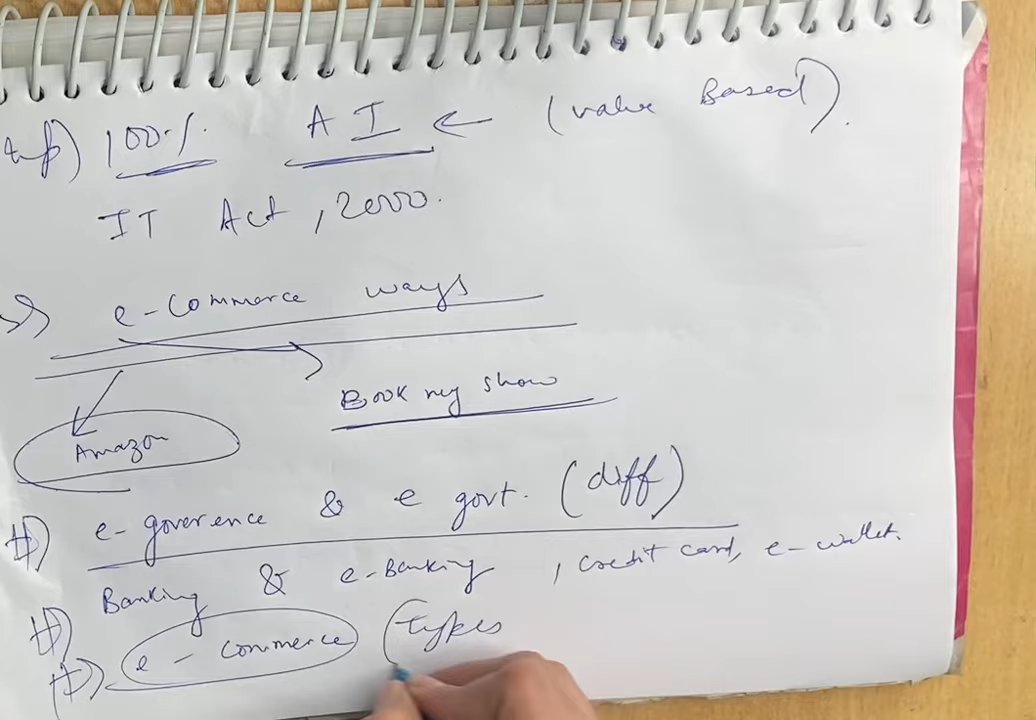 #) 100% AI ← (value Based).
IT Act, 2000.
⇒ e-Commerce ways
Book my show
Amazon
#) e-goverence & e govt. (diff)
#) Banking & e-Banking, credit card, e-wallet.
#) e-commerce (types